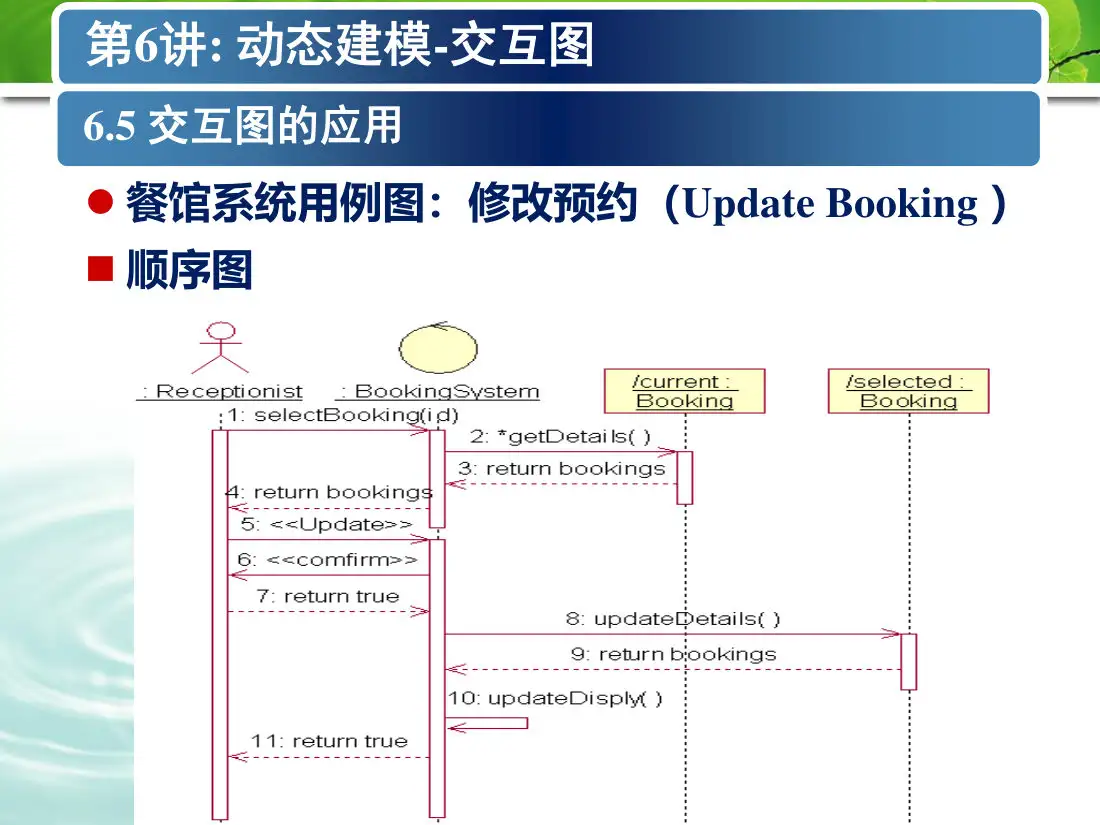 第6讲: 动态建模-交互图
6.5 交互图的应用
餐馆系统用例图：修改预约（Update Booking ）
顺序图
: Receptionist
: BookingSystem
/current :
Booking
/selected :
Booking
1: selectBooking(id)
2: *getDetails( )
3: return bookings
4: return bookings
5: <<Update>>
6: <<comfirm>>
7: return true
8: updateDetails( )
9: return bookings
10: updateDisply( )
11: return true